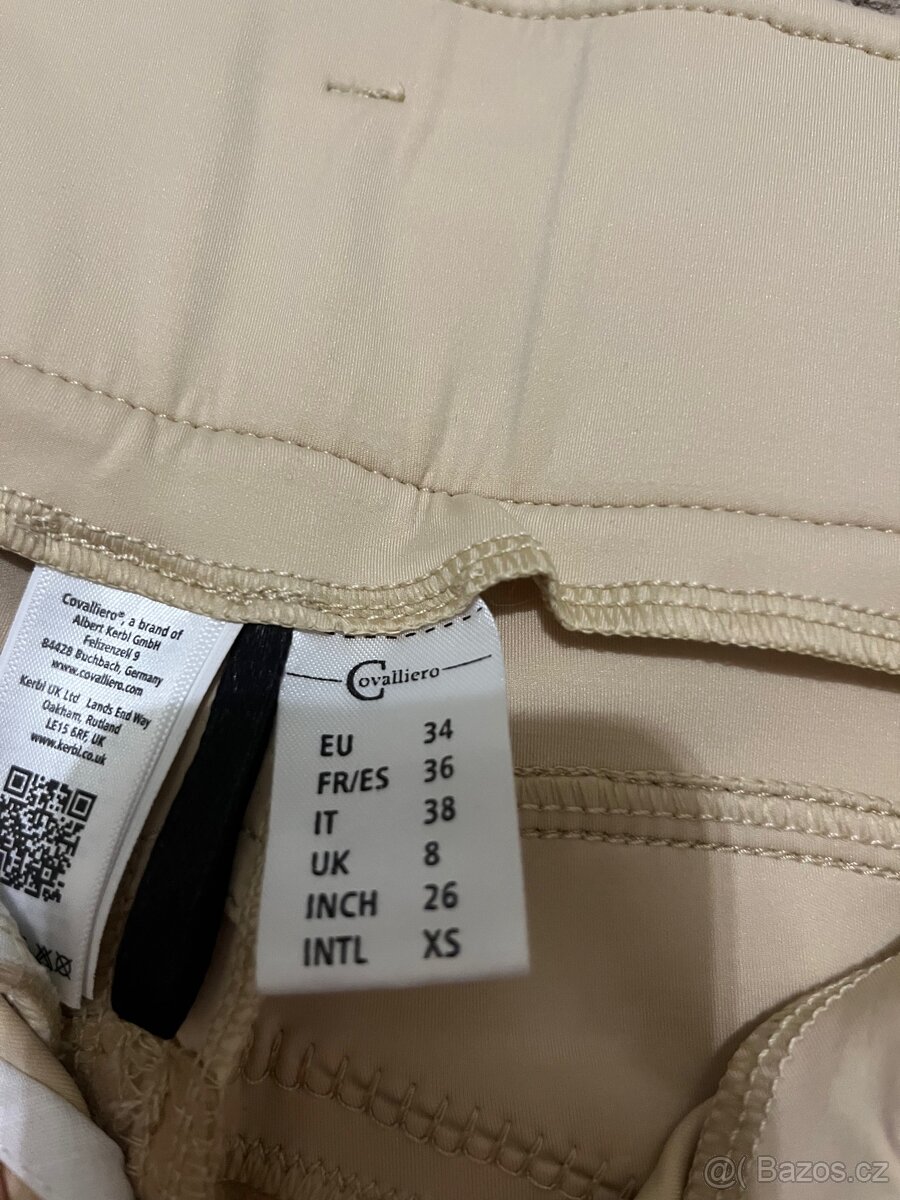 Covalliero®, a brand of
Albert Kerbl GmbH
Felizenzell 9
84428 Buchbach, Germany
www.covalliero.com
Kerbl UK Ltd Lands End Way
Oakham, Rutland
LE15 6RF, UK
www.kerbl.co.uk
Covalliero
EU 34
FR/ES 36
IT 38
UK 8
INCH 26
INTL XS
@( Bazos.cz